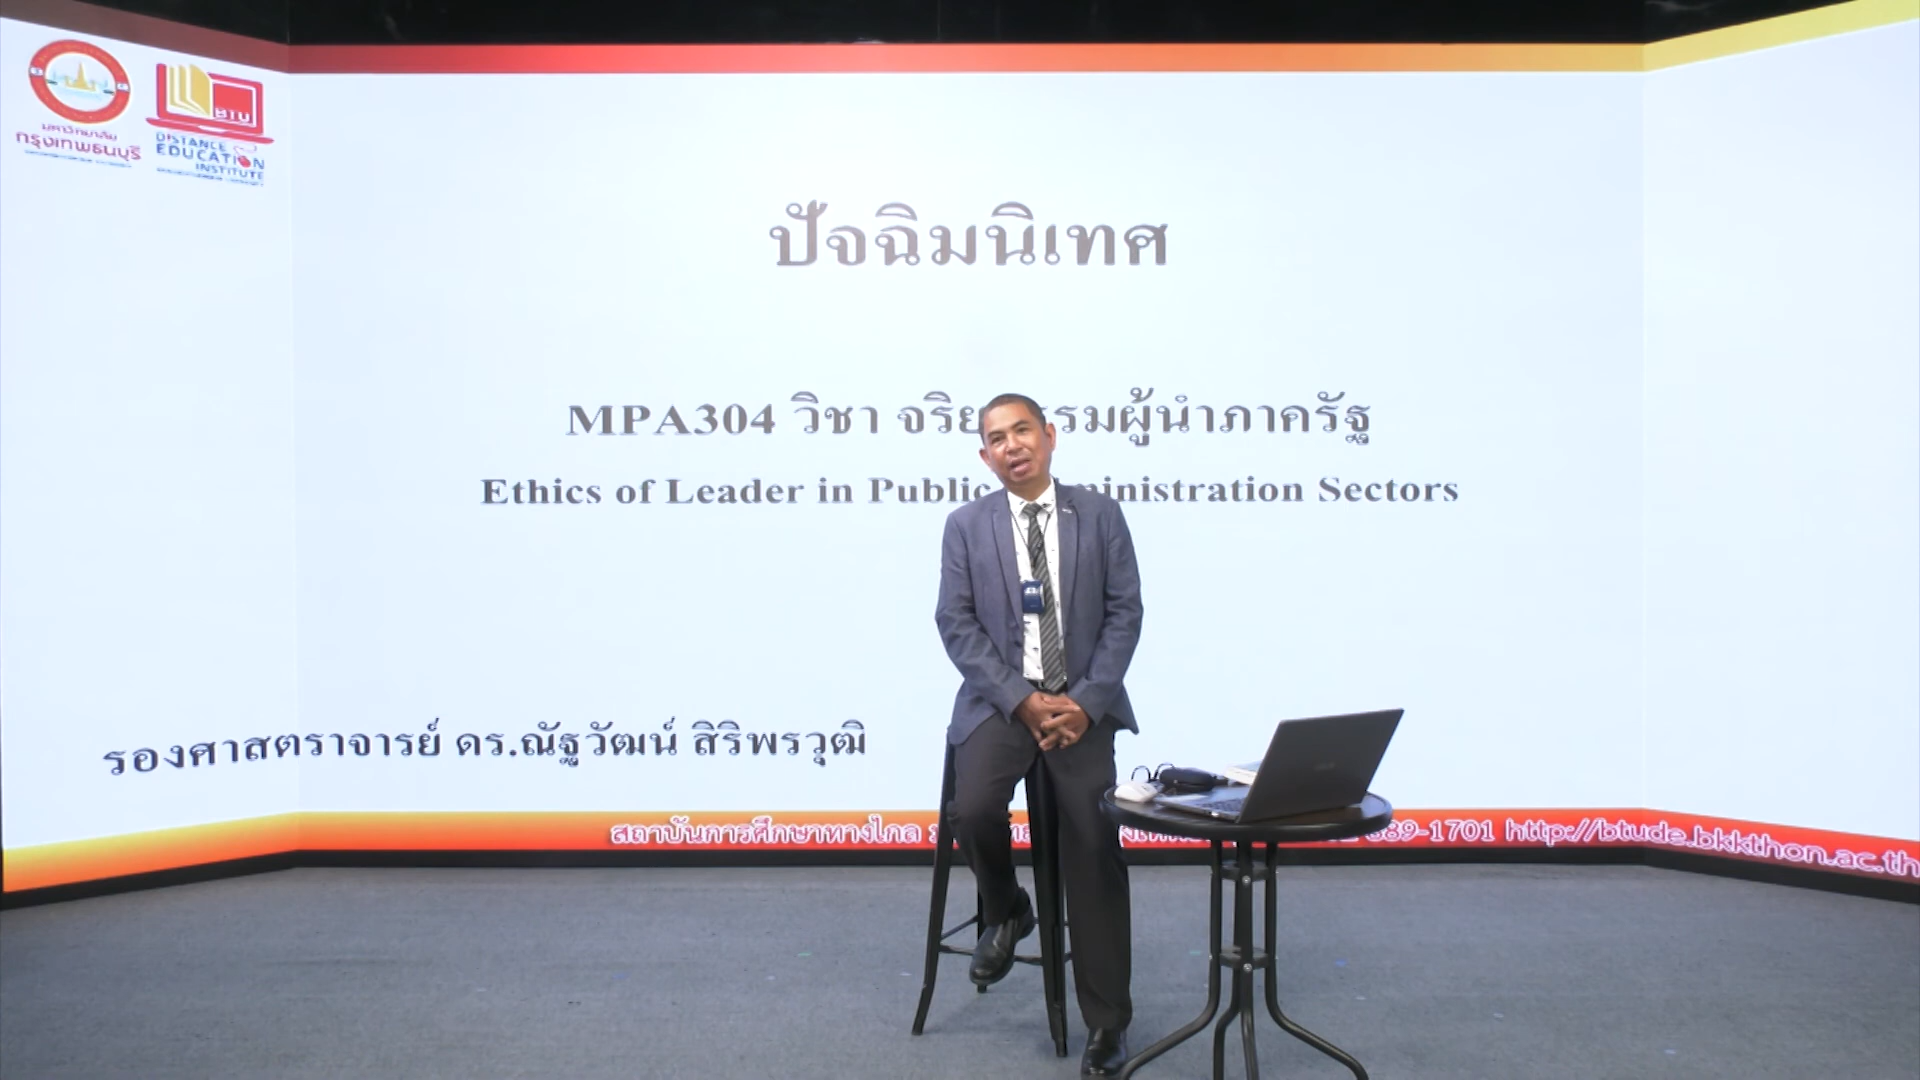 มหาวิทยาลัย
กรุงเทพธนบุรี
BTU
DISTANCE
EDUCATION
INSTITUTE
ปัจฉิมนิเทศ
MPA304 วิชา จริย รรมผู้นำภาครัฐ
Ethics of Leader in Public ministration Sectors
รองศาสตราจารย์ ดร.ณัฐวัฒน์ สิริพรวุฒิ
สถาบันการศึกษาทางไกล 89-1701 http://btude.bkkthon.ac.th